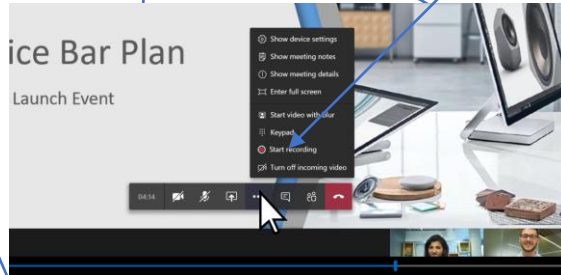 ice Bar Plan
Launch Event
Show device settings
Show meeting notes
Show meeting details
Enter full screen
Start video with blur
Keypad
Start recording
Turn off incoming video
04:14